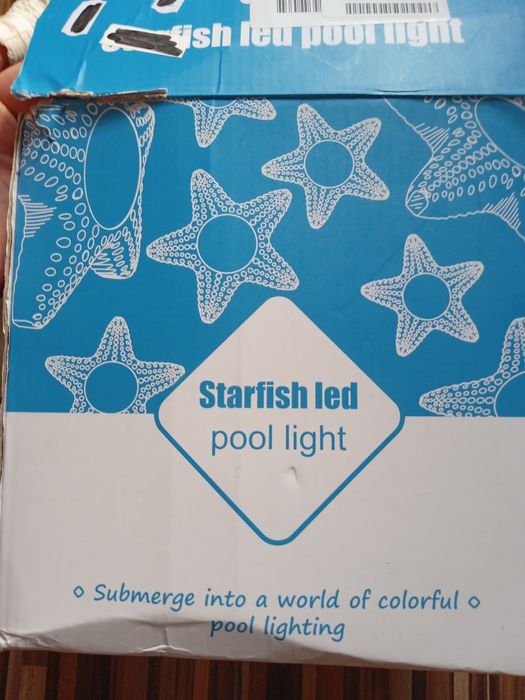 fish led pool light
Starfish led
pool light
◇ Submerge into a world of colorful ◇
pool lighting